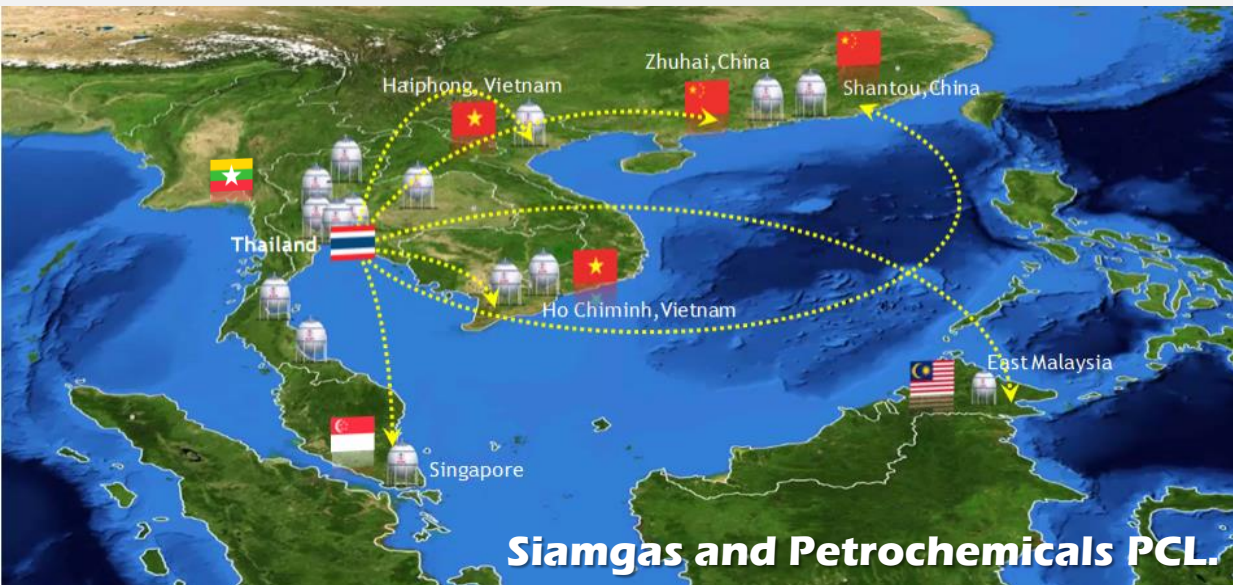 Zhuhai,China
Haiphong, Vietnam
Shantou,China
Thailand
Ho Chiminh,Vietnam
East Malaysia
Singapore
Siamgas and Petrochemicals PCL.